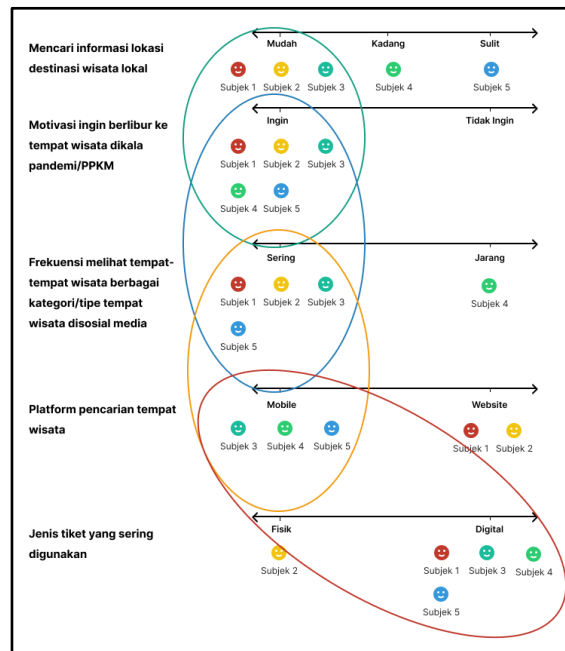 Mencari informasi lokasi
destinasi wisata lokal
Mudah Kadang Sulit
Subjek 1 Subjek 2 Subjek 3 Subjek 4 Subjek 5
Motivasi ingin berlibur ke
tempat wisata dikala
pandemi/PPKM
Ingin Tidak Ingin
Subjek 1 Subjek 2 Subjek 3
Subjek 4 Subjek 5
Frekuensi melihat tempat-
tempat wisata berbagai
kategori/tipe tempat
wisata disosial media
Sering Jarang
Subjek 1 Subjek 2 Subjek 3 Subjek 4
Subjek 5
Platform pencarian tempat
wisata
Mobile Website
Subjek 3 Subjek 4 Subjek 5 Subjek 1 Subjek 2
Jenis tiket yang sering
digunakan
Fisik Digital
Subjek 2 Subjek 1 Subjek 3 Subjek 4
Subjek 5